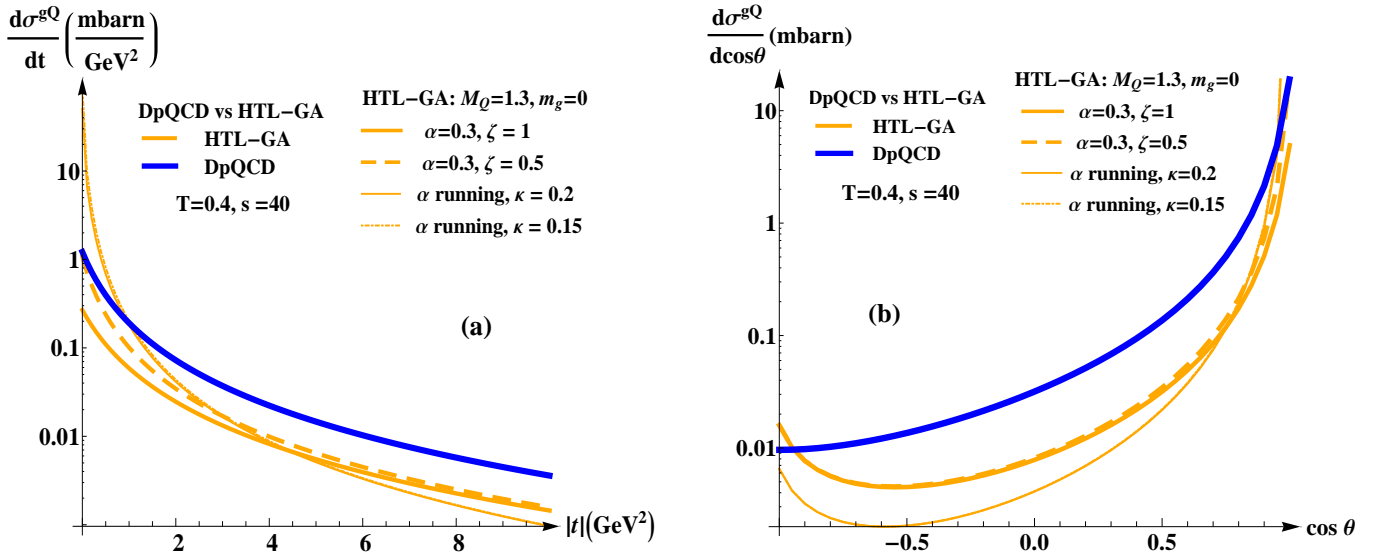 dσ^gQ
dt
(mbarn
GeV²)
DpQCD vs HTL−GA
HTL−GA
DpQCD
T=0.4, s =40
HTL−GA: M_Q=1.3, m_g=0
α=0.3, ζ = 1
α=0.3, ζ = 0.5
α running, κ = 0.2
α running, κ = 0.15
10
1
0.1
0.01
(a)
2
4
6
8
|t|(GeV²)
dσ^gQ
dcosθ
(mbarn)
DpQCD vs HTL−GA
HTL−GA
DpQCD
T=0.4, s=40
HTL−GA: M_Q=1.3, m_g=0
α=0.3, ζ=1
α=0.3, ζ=0.5
α running, κ=0.2
α running, κ=0.15
10
1
0.1
0.01
(b)
−0.5
0.0
0.5
cos θ